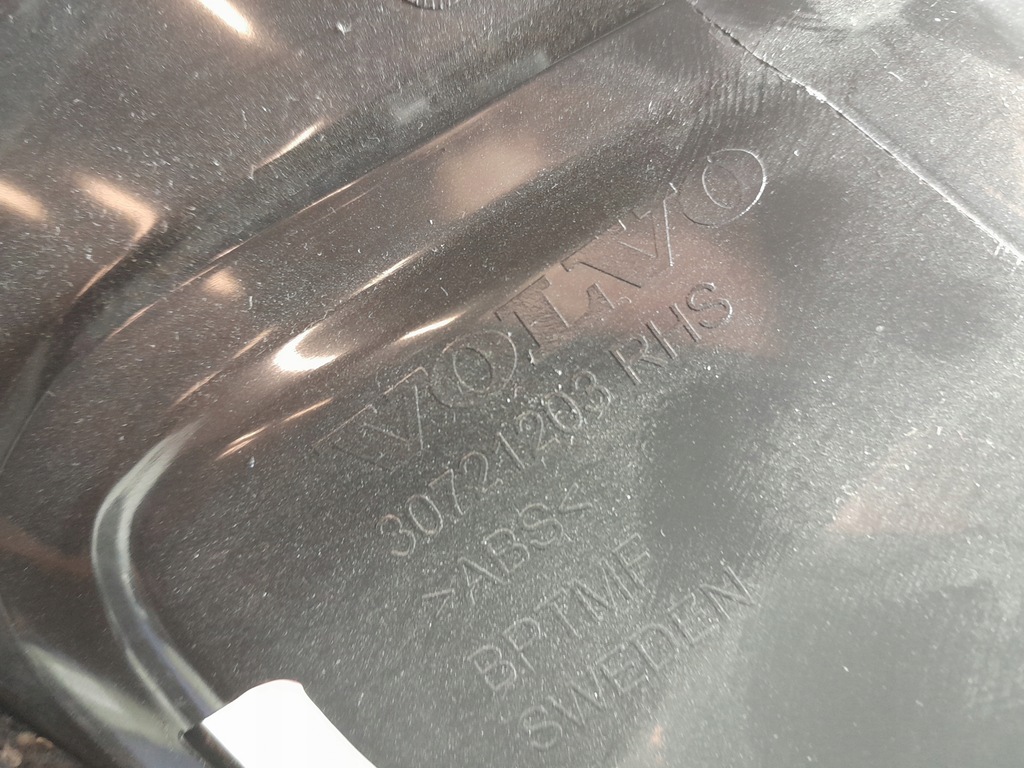 VOLVO
30721203 RHS
>ABS<
BPTMF
SWEDEN